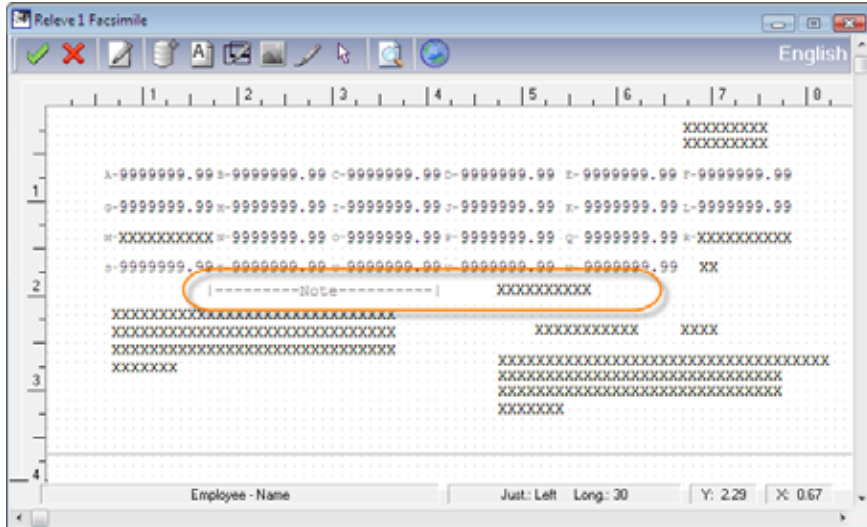 Releve 1 Facsimile
English
1 2 3 4 5 6 7 8
XXXXXXXXX
XXXXXXXXX
A-9999999.99 B-9999999.99 C-9999999.99 D-9999999.99 E-9999999.99 F-9999999.99
1
G-9999999.99 H-9999999.99 I-9999999.99 J-9999999.99 K-9999999.99 L-9999999.99
M-XXXXXXXXXX N-9999999.99 O-9999999.99 P-9999999.99 Q-9999999.99 R-XXXXXXXXXX
S-9999999.99 9999999.99 9999999.99 9999999.99 9999999.99 XX
2
|---------Note----------| XXXXXXXXXX
XXXXXXXXXXXXXXXXXXXXXXXXXXXXXX
XXXXXXXXXXXXXXXXXXXXXXXXXXXXXX XXXXXXXXXXX XXXX
XXXXXXXXXXXXXXXXXXXXXXXXXXXXXX
XXXXXXXXXXXXXXXXXXXXXXXXXXXXXXXXXXX
XXXXXXX
XXXXXXXXXXXXXXXXXXXXXXXXXXXXXX
3
XXXXXXXXXXXXXXXXXXXXXXXXXXXXXX
XXXXXXX
4
Employee - Name Just.: Left Long.: 30 Y: 2.29 X: 0.67